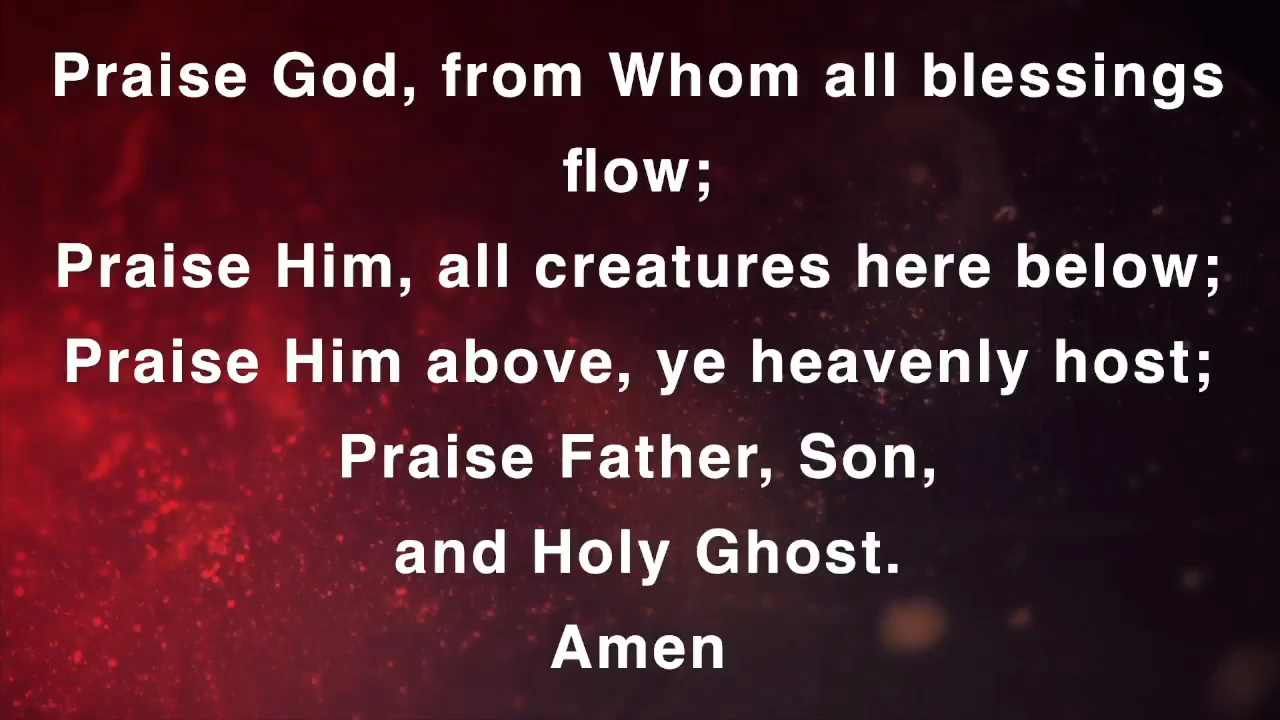 Praise God, from Whom all blessings
flow;
Praise Him, all creatures here below;
Praise Him above, ye heavenly host;
Praise Father, Son,
and Holy Ghost.
Amen